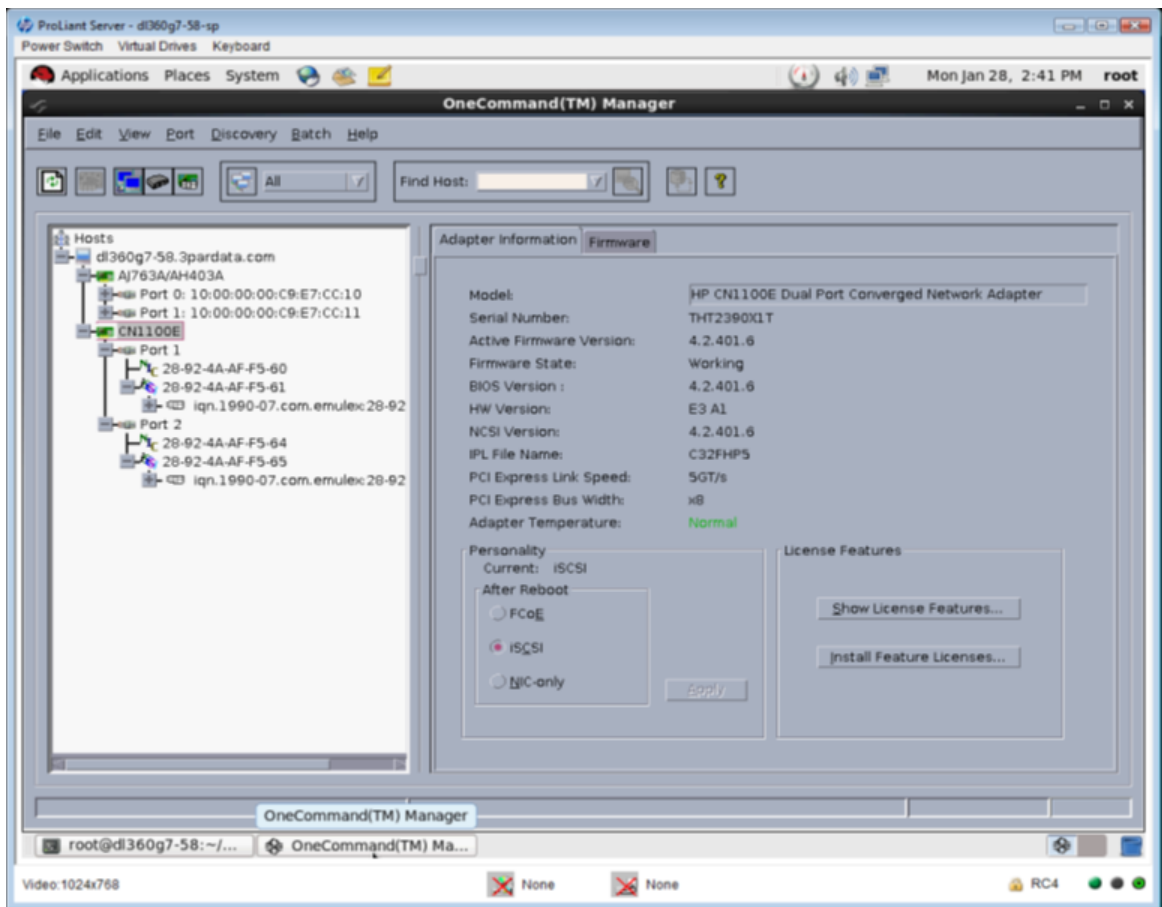 ProLiant Server - dl360g7-58-sp
Power Switch Virtual Drives Keyboard
Applications Places System Mon Jan 28, 2:41 PM root
OneCommand(TM) Manager
File Edit View Port Discovery Batch Help
All Find Host:
Hosts
dl360g7-58.3pardata.com
AJ763A/AH403A
Port 0: 10:00:00:00:C9:E7:CC:10
Port 1: 10:00:00:00:C9:E7:CC:11
CN1100E
Port 1
28-92-4A-AF-F5-60
28-92-4A-AF-F5-61
iqn.1990-07.com.emulex:28-92
Port 2
28-92-4A-AF-F5-64
28-92-4A-AF-F5-65
iqn.1990-07.com.emulex:28-92
Adapter Information Firmware
Model: HP CN1100E Dual Port Converged Network Adapter
Serial Number: THT2390X1T
Active Firmware Version: 4.2.401.6
Firmware State: Working
BIOS Version : 4.2.401.6
HW Version: E3 A1
NCSI Version: 4.2.401.6
IPL File Name: C32FHP5
PCI Express Link Speed: 5GT/s
PCI Express Bus Width: x8
Adapter Temperature: Normal
Personality
Current: iSCSI
After Reboot
FCoE
iSCSI
NIC-only
Apply
License Features
Show License Features...
Install Feature Licenses...
OneCommand(TM) Manager
root@dl360g7-58:~/... OneCommand(TM) Ma...
Video:1024x768 None None RC4